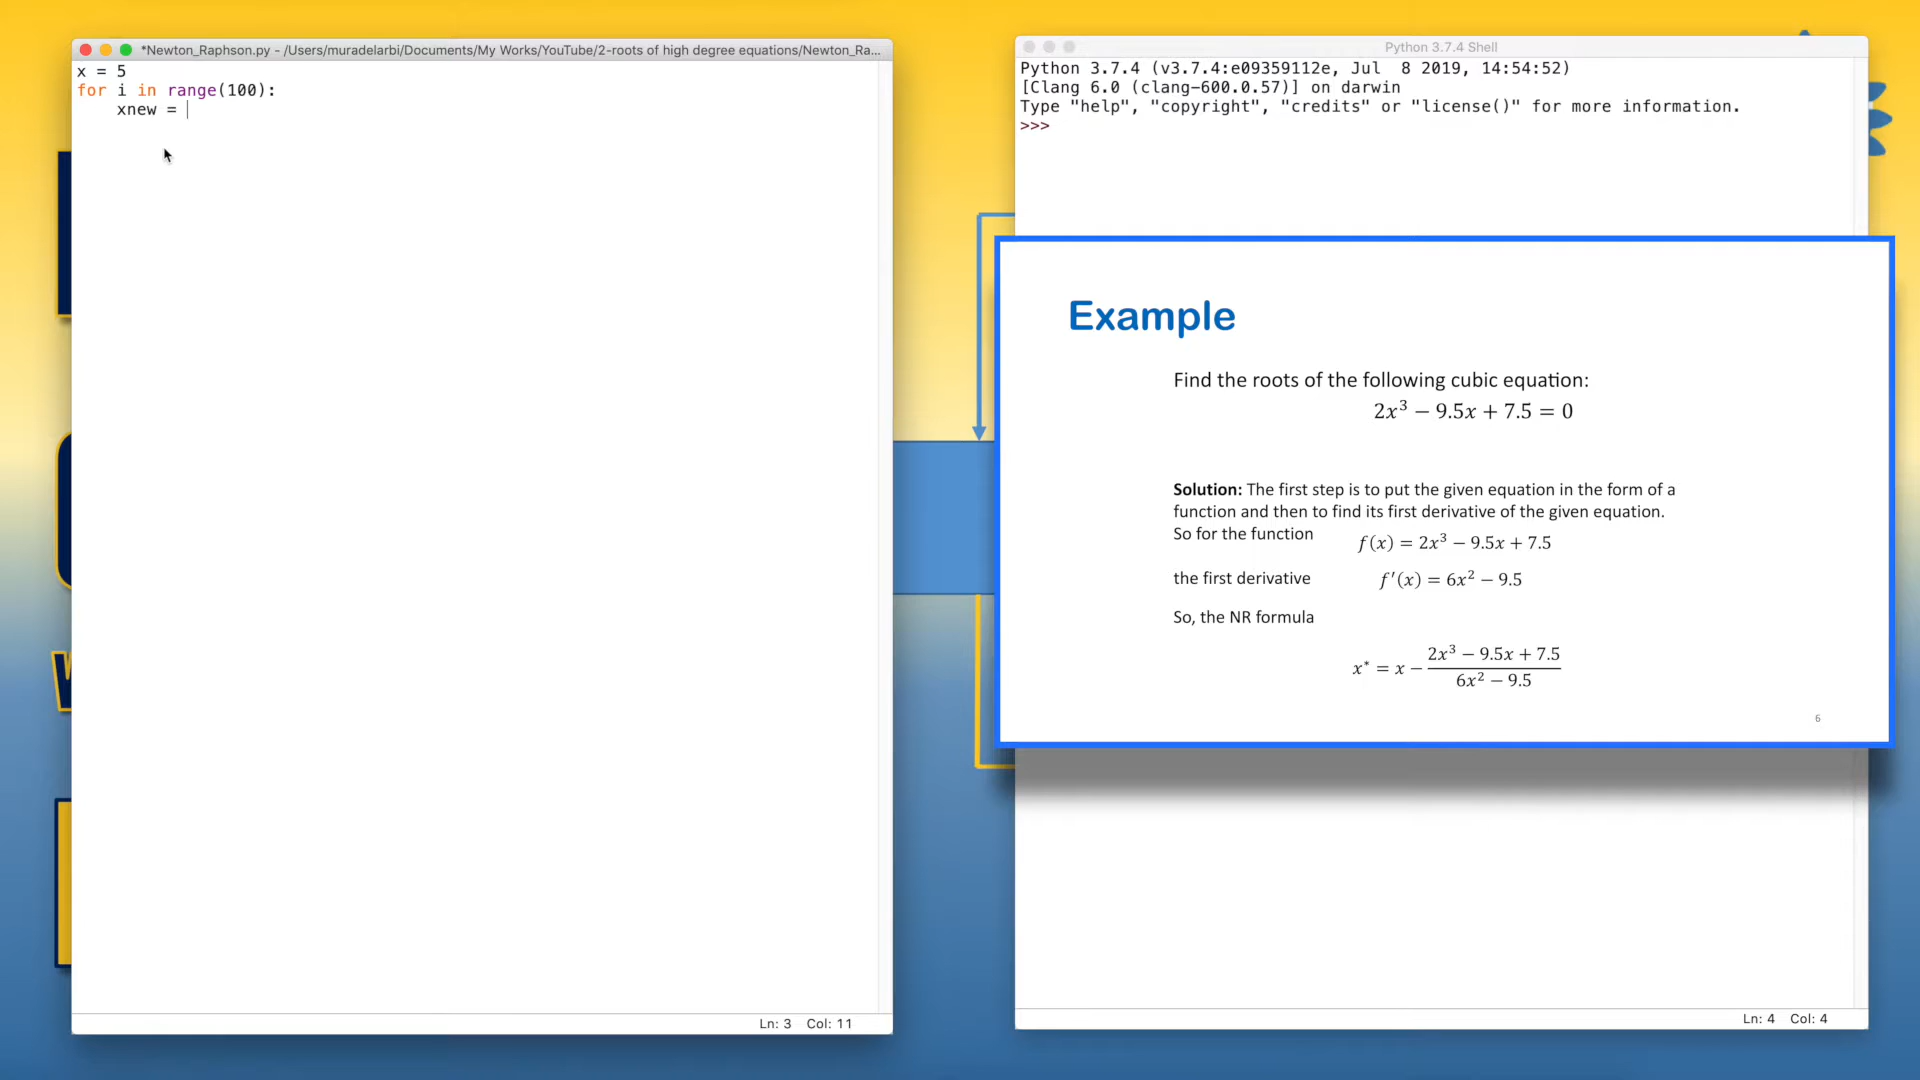 *Newton_Raphson.py - /Users/muradelarbi/Documents/My Works/YouTube/2-roots of high degree equations/Newton_Ra...
x = 5
for i in range(100):
    xnew =
Ln: 3 Col: 11
Python 3.7.4 Shell
Python 3.7.4 (v3.7.4:e09359112e, Jul  8 2019, 14:54:52)
[Clang 6.0 (clang-600.0.57)] on darwin
Type "help", "copyright", "credits" or "license()" for more information.
>>>
Example
Find the roots of the following cubic equation:
2x³ − 9.5x + 7.5 = 0
Solution: The first step is to put the given equation in the form of a
function and then to find its first derivative of the given equation.
So for the function f(x) = 2x³ − 9.5x + 7.5
the first derivative f′(x) = 6x² − 9.5
So, the NR formula
x* = x − (2x³ − 9.5x + 7.5) / (6x² − 9.5)
6
Ln: 4 Col: 4